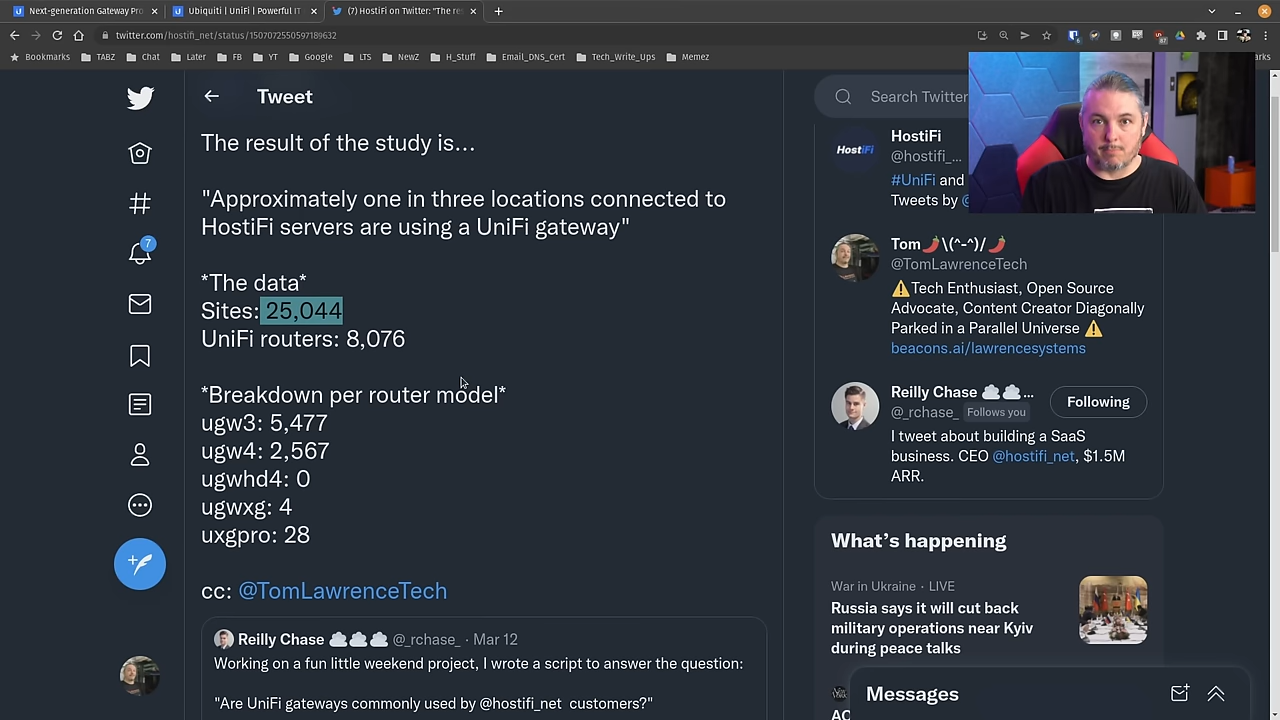 Next-generation Gateway Pro
Ubiquiti | UniFi | Powerful IT
(7) HostiFi on Twitter: "The re
twitter.com/hostifi_net/status/1507072550597189632
Bookmarks
TABZ
Chat
Later
FB
YT
Google
LTS
NewZ
H_Stuff
Email_DNS_Cert
Tech_Write_Ups
Memez
Tweet
The result of the study is...
"Approximately one in three locations connected to
HostiFi servers are using a UniFi gateway"
*The data*
Sites: 25,044
UniFi routers: 8,076
*Breakdown per router model*
ugw3: 5,477
ugw4: 2,567
ugwhd4: 0
ugwxg: 4
uxgpro: 28
cc: @TomLawrenceTech
Reilly Chase ☁️☁️☁️ @_rchase_ · Mar 12
Working on a fun little weekend project, I wrote a script to answer the question:
"Are UniFi gateways commonly used by @hostifi_net customers?"
7
Search Twitter
HostiFi
HostiFi
@hostifi_...
#UniFi and
Tweets by
Tom🌶️\(^-^)/🌶️
@TomLawrenceTech
⚠️Tech Enthusiast, Open Source
Advocate, Content Creator Diagonally
Parked in a Parallel Universe ⚠️
beacons.ai/lawrencesystems
Reilly Chase ☁️☁️...
@_rchase_ Follows you
Following
I tweet about building a SaaS
business. CEO @hostifi_net, $1.5M
ARR.
What's happening
War in Ukraine · LIVE
Russia says it will cut back
military operations near Kyiv
during peace talks
Messages